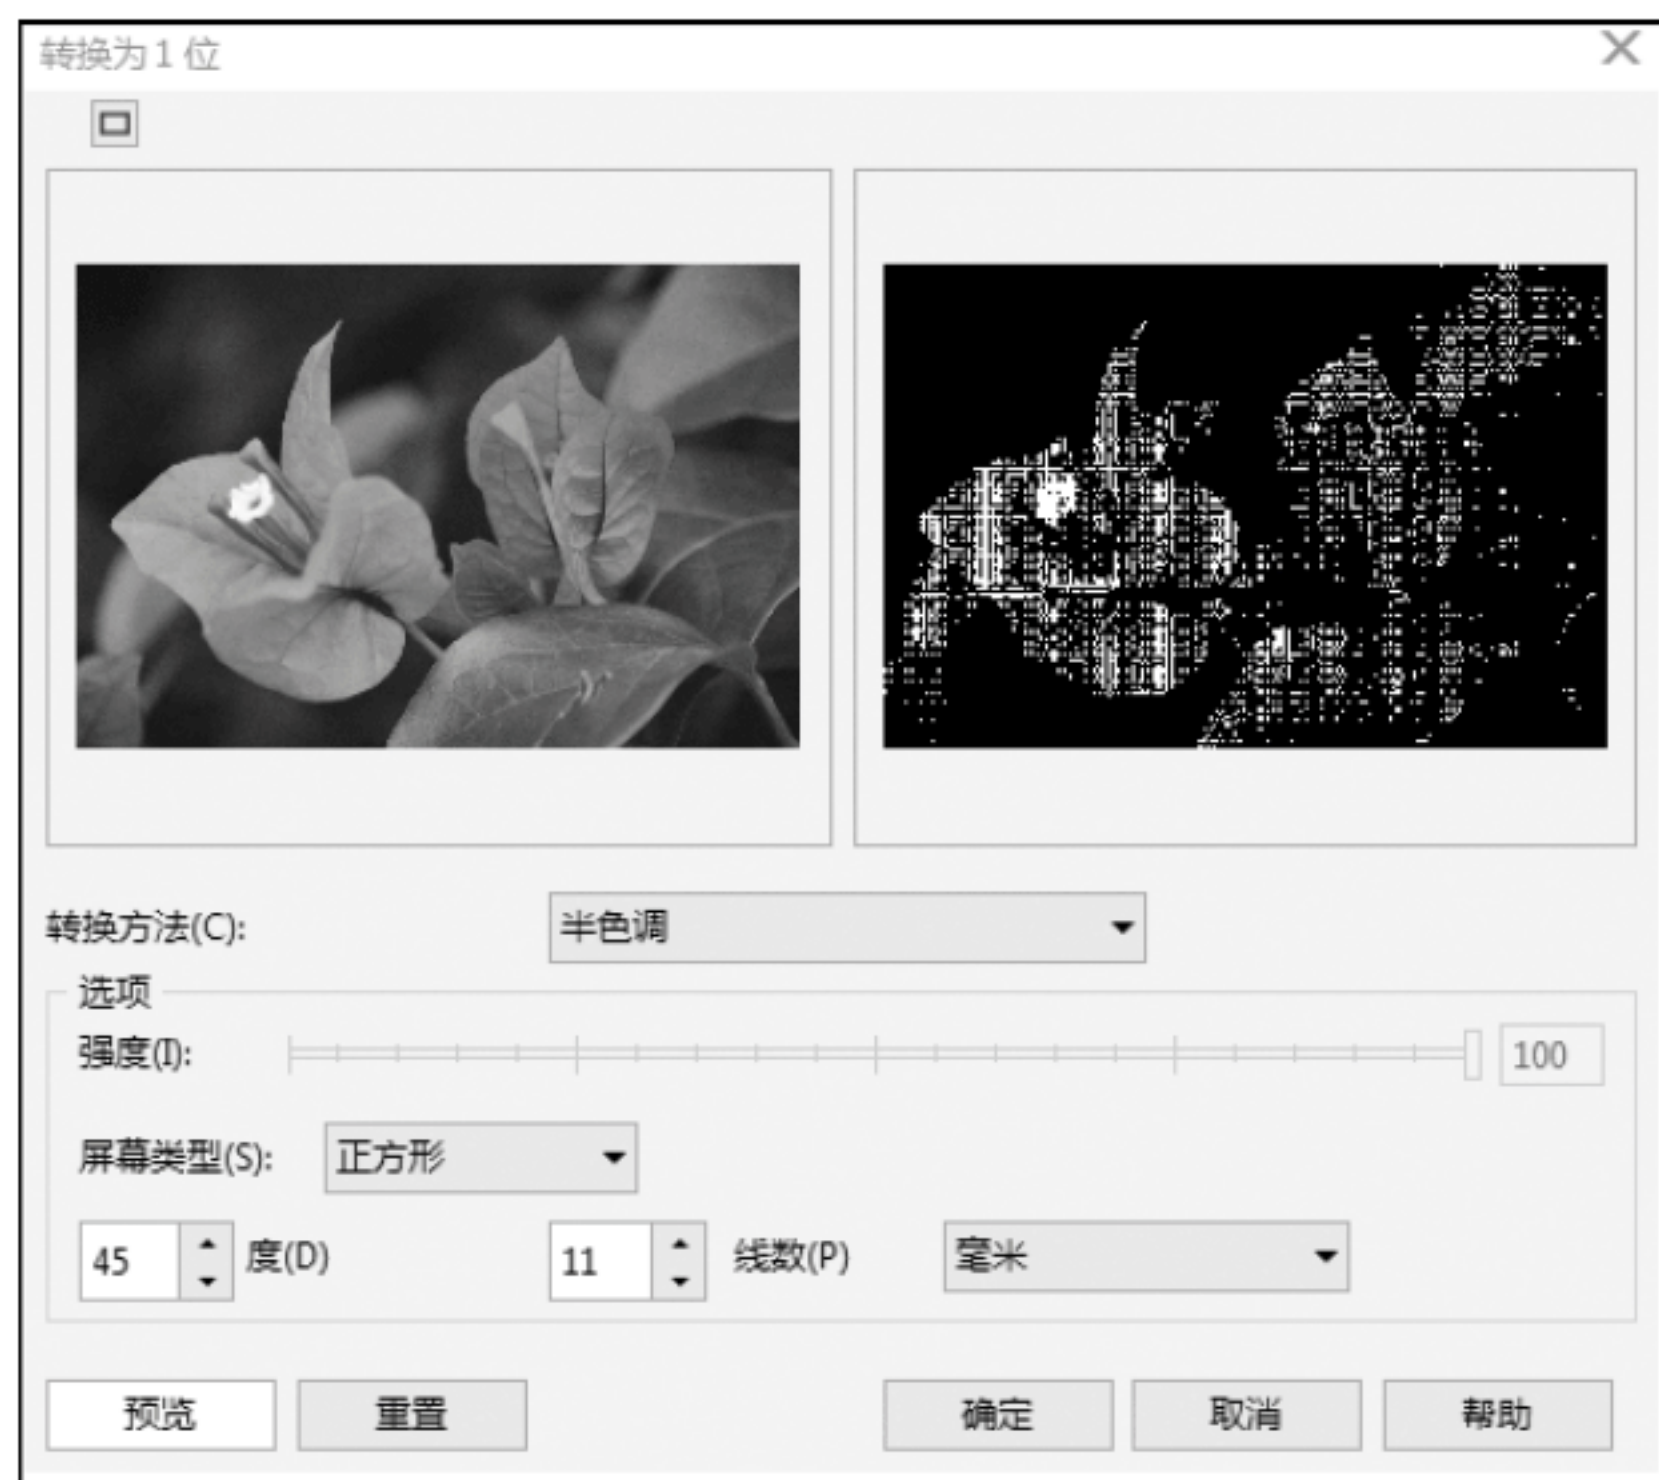 转换为1位
转换方法(C): 半色调
选项
强度(I): 100
屏幕类型(S): 正方形
45 度(D) 11 线数(P) 毫米
预览 重置 确定 取消 帮助